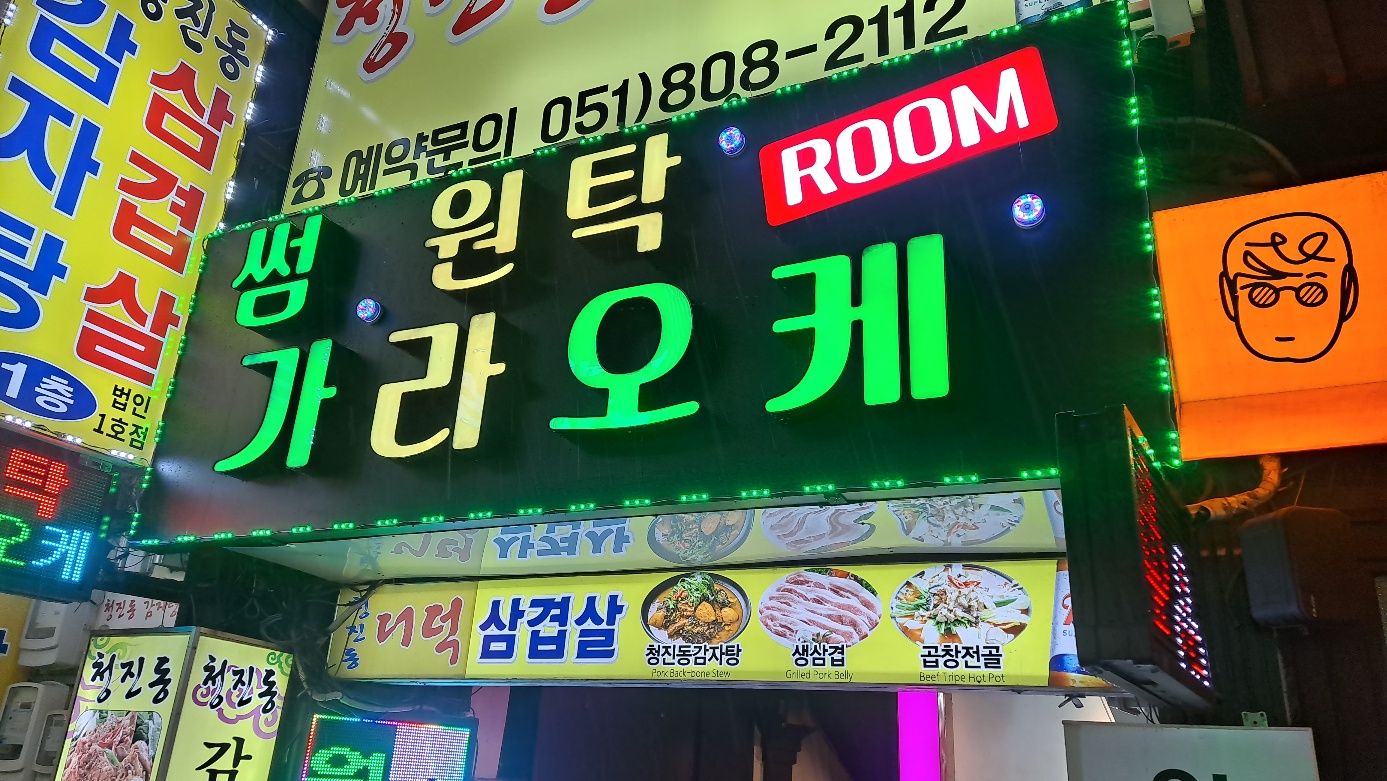 청진동
삼겹살
감자탕
1층
법인
1호점
☎예약문의 051)808-2112
썸 원탁 ROOM
가라오케
탁
오케
청진동 더덕 삼겹살
청진동감자탕
Pork Back-bone Stew
생삼겹
Grilled Pork Belly
곱창전골
Beef Tripe Hot Pot
청진동
청진동
감